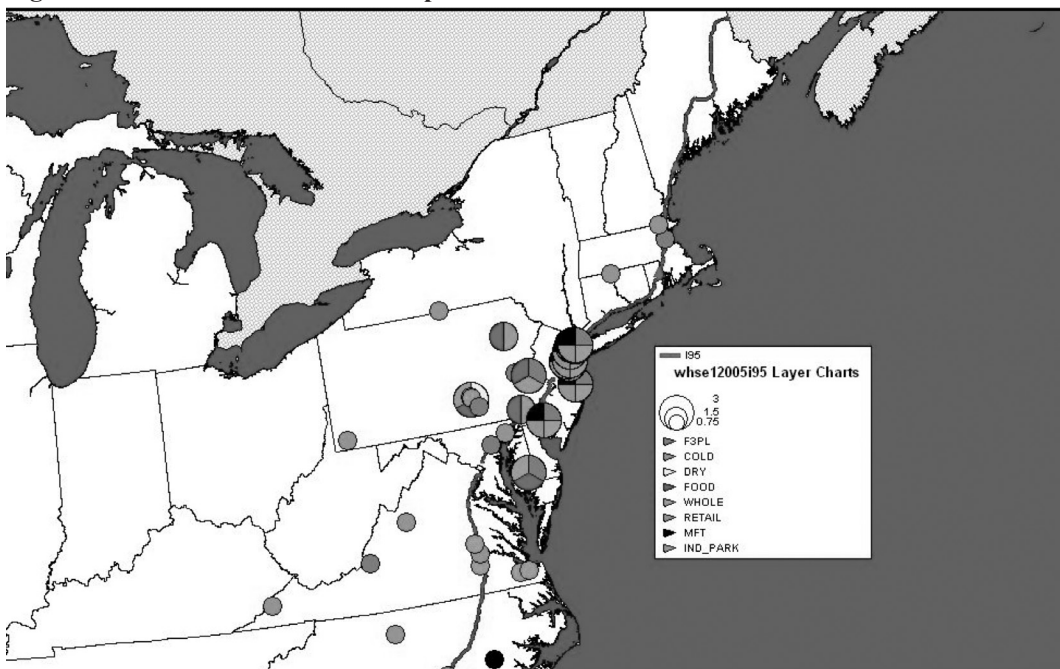 I95
whse12005i95 Layer Charts
3
1.5
0.75
F3PL
COLD
DRY
FOOD
WHOLE
RETAIL
MFT
IND_PARK